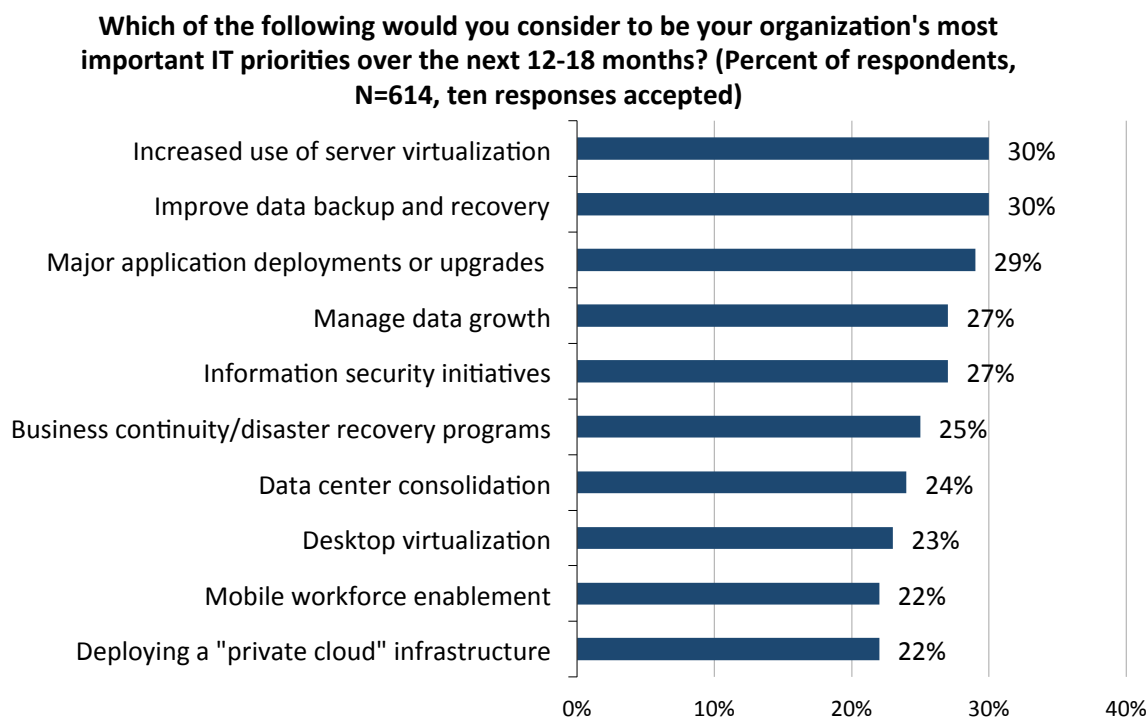 Which of the following would you consider to be your organization's most
important IT priorities over the next 12-18 months? (Percent of respondents,
N=614, ten responses accepted)
Increased use of server virtualization 30%
Improve data backup and recovery 30%
Major application deployments or upgrades 29%
Manage data growth 27%
Information security initiatives 27%
Business continuity/disaster recovery programs 25%
Data center consolidation 24%
Desktop virtualization 23%
Mobile workforce enablement 22%
Deploying a "private cloud" infrastructure 22%
0% 10% 20% 30% 40%